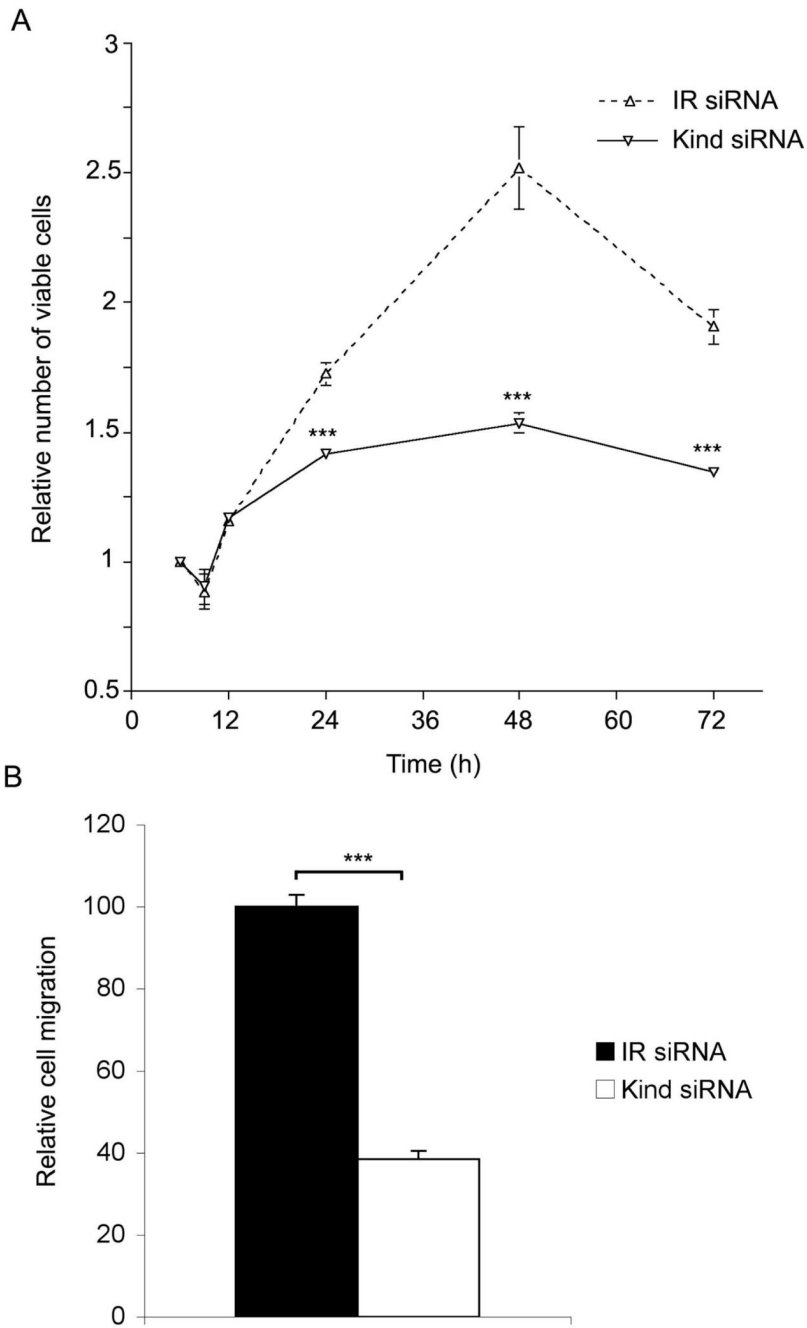 A
3
2.5
2
1.5
1
0.5
Relative number of viable cells
IR siRNA
Kind siRNA
***
***
***
0 12 24 36 48 60 72
Time (h)
B
120
100
80
60
40
20
0
Relative cell migration
***
IR siRNA
Kind siRNA